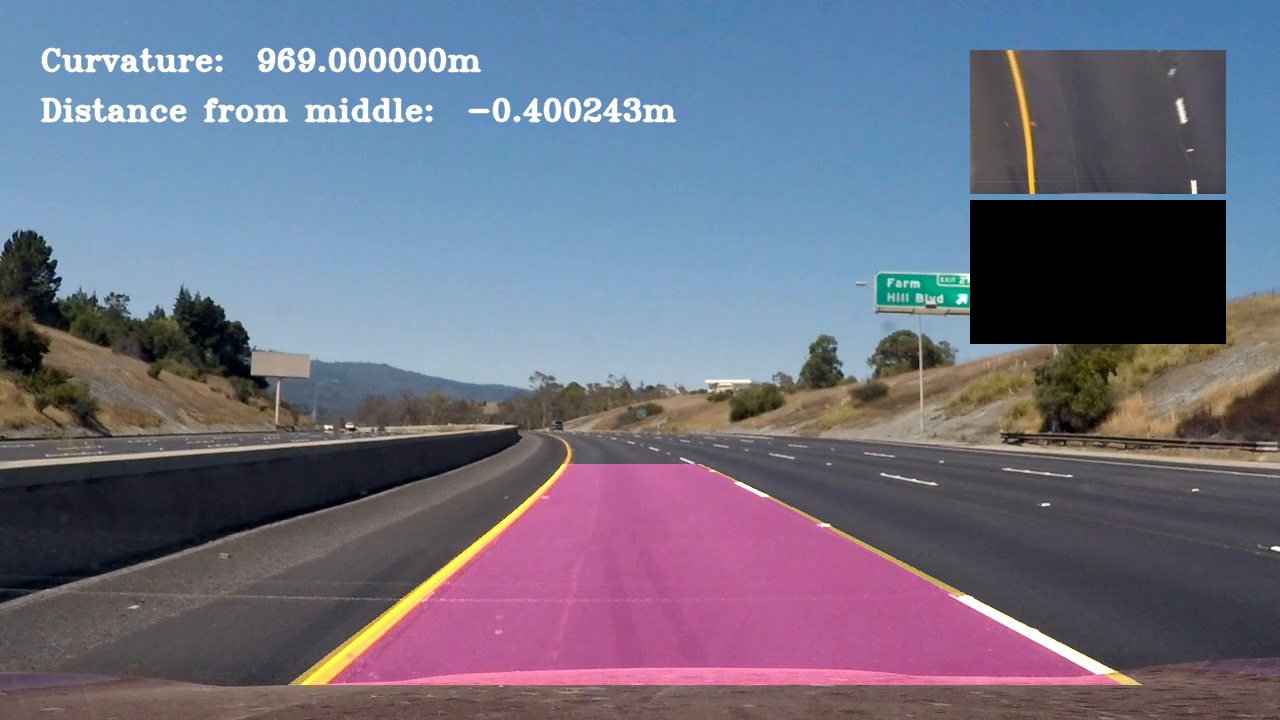 Curvature: 969.000000m
Distance from middle: -0.400243m
Farm
EXIT
Hill Blvd